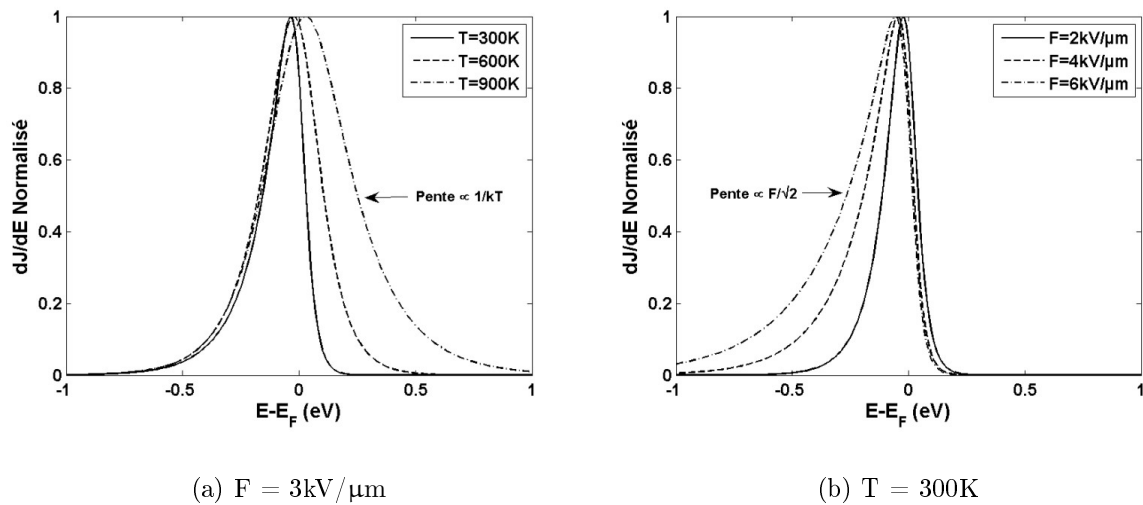 T=300K
T=600K
T=900K
Pente ∝ 1/kT
dJ/dE Normalisé
1
0.8
0.6
0.4
0.2
0
-1
-0.5
0
0.5
1
E-E_F (eV)
(a) F = 3kV/µm
F=2kV/µm
F=4kV/µm
F=6kV/µm
Pente ∝ F/√2
dJ/dE Normalisé
1
0.8
0.6
0.4
0.2
0
-1
-0.5
0
0.5
1
E-E_F (eV)
(b) T = 300K